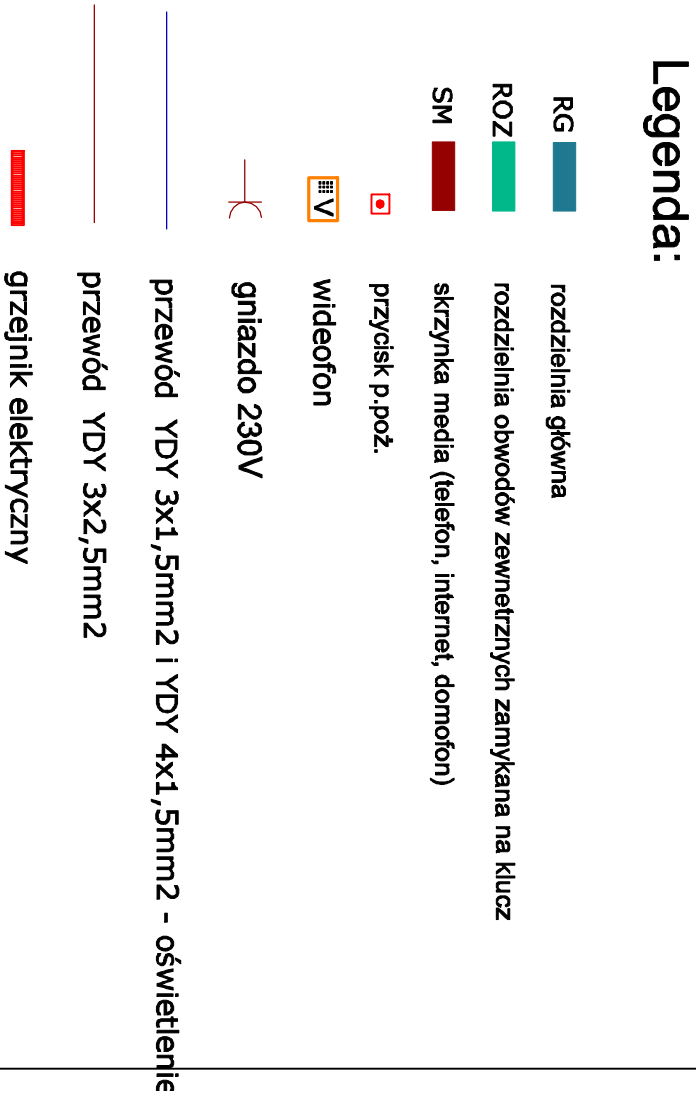 Legenda:
RG rozdzielnia główna
ROZ rozdzielnia obwodów zewnetrznych zamykana na klucz
SM skrzynka media (telefon, internet, domofon)
przycisk p.poż.
V wideofon
gniazdo 230V
przewód YDY 3x1,5mm2 i YDY 4x1,5mm2 - oświetlenie
przewód YDY 3x2,5mm2
grzejnik elektryczny